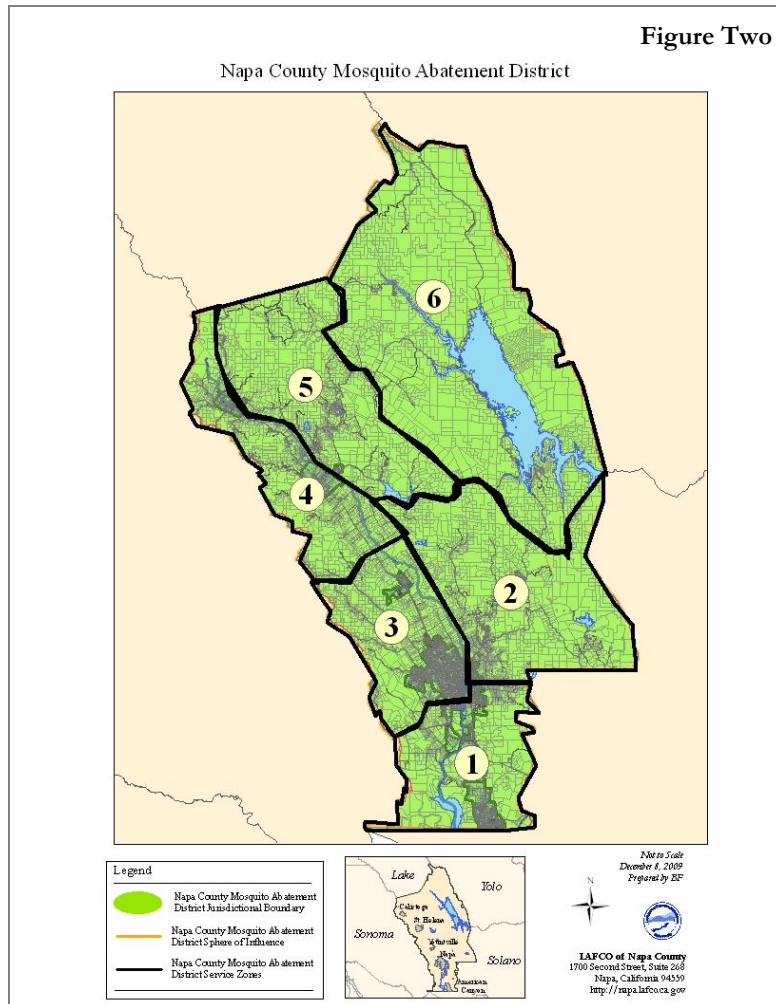 Figure Two
Napa County Mosquito Abatement District
6
5
4
2
3
1
Legend
Napa County Mosquito Abatement
District Jurisdictional Boundary
Napa County Mosquito Abatement
District Sphere of Influence
Napa County Mosquito Abatement
District Service Zones
Lake
Yolo
Calistoga
St. Helena
Sonoma
Yountville
Napa
Solano
American
Canyon
Not to Scale
December 8, 2009
Prepared by BF
N
LAFCO of Napa County
1700 Second Street, Suite 268
Napa, California 94559
http://napa.lafco.ca.gov